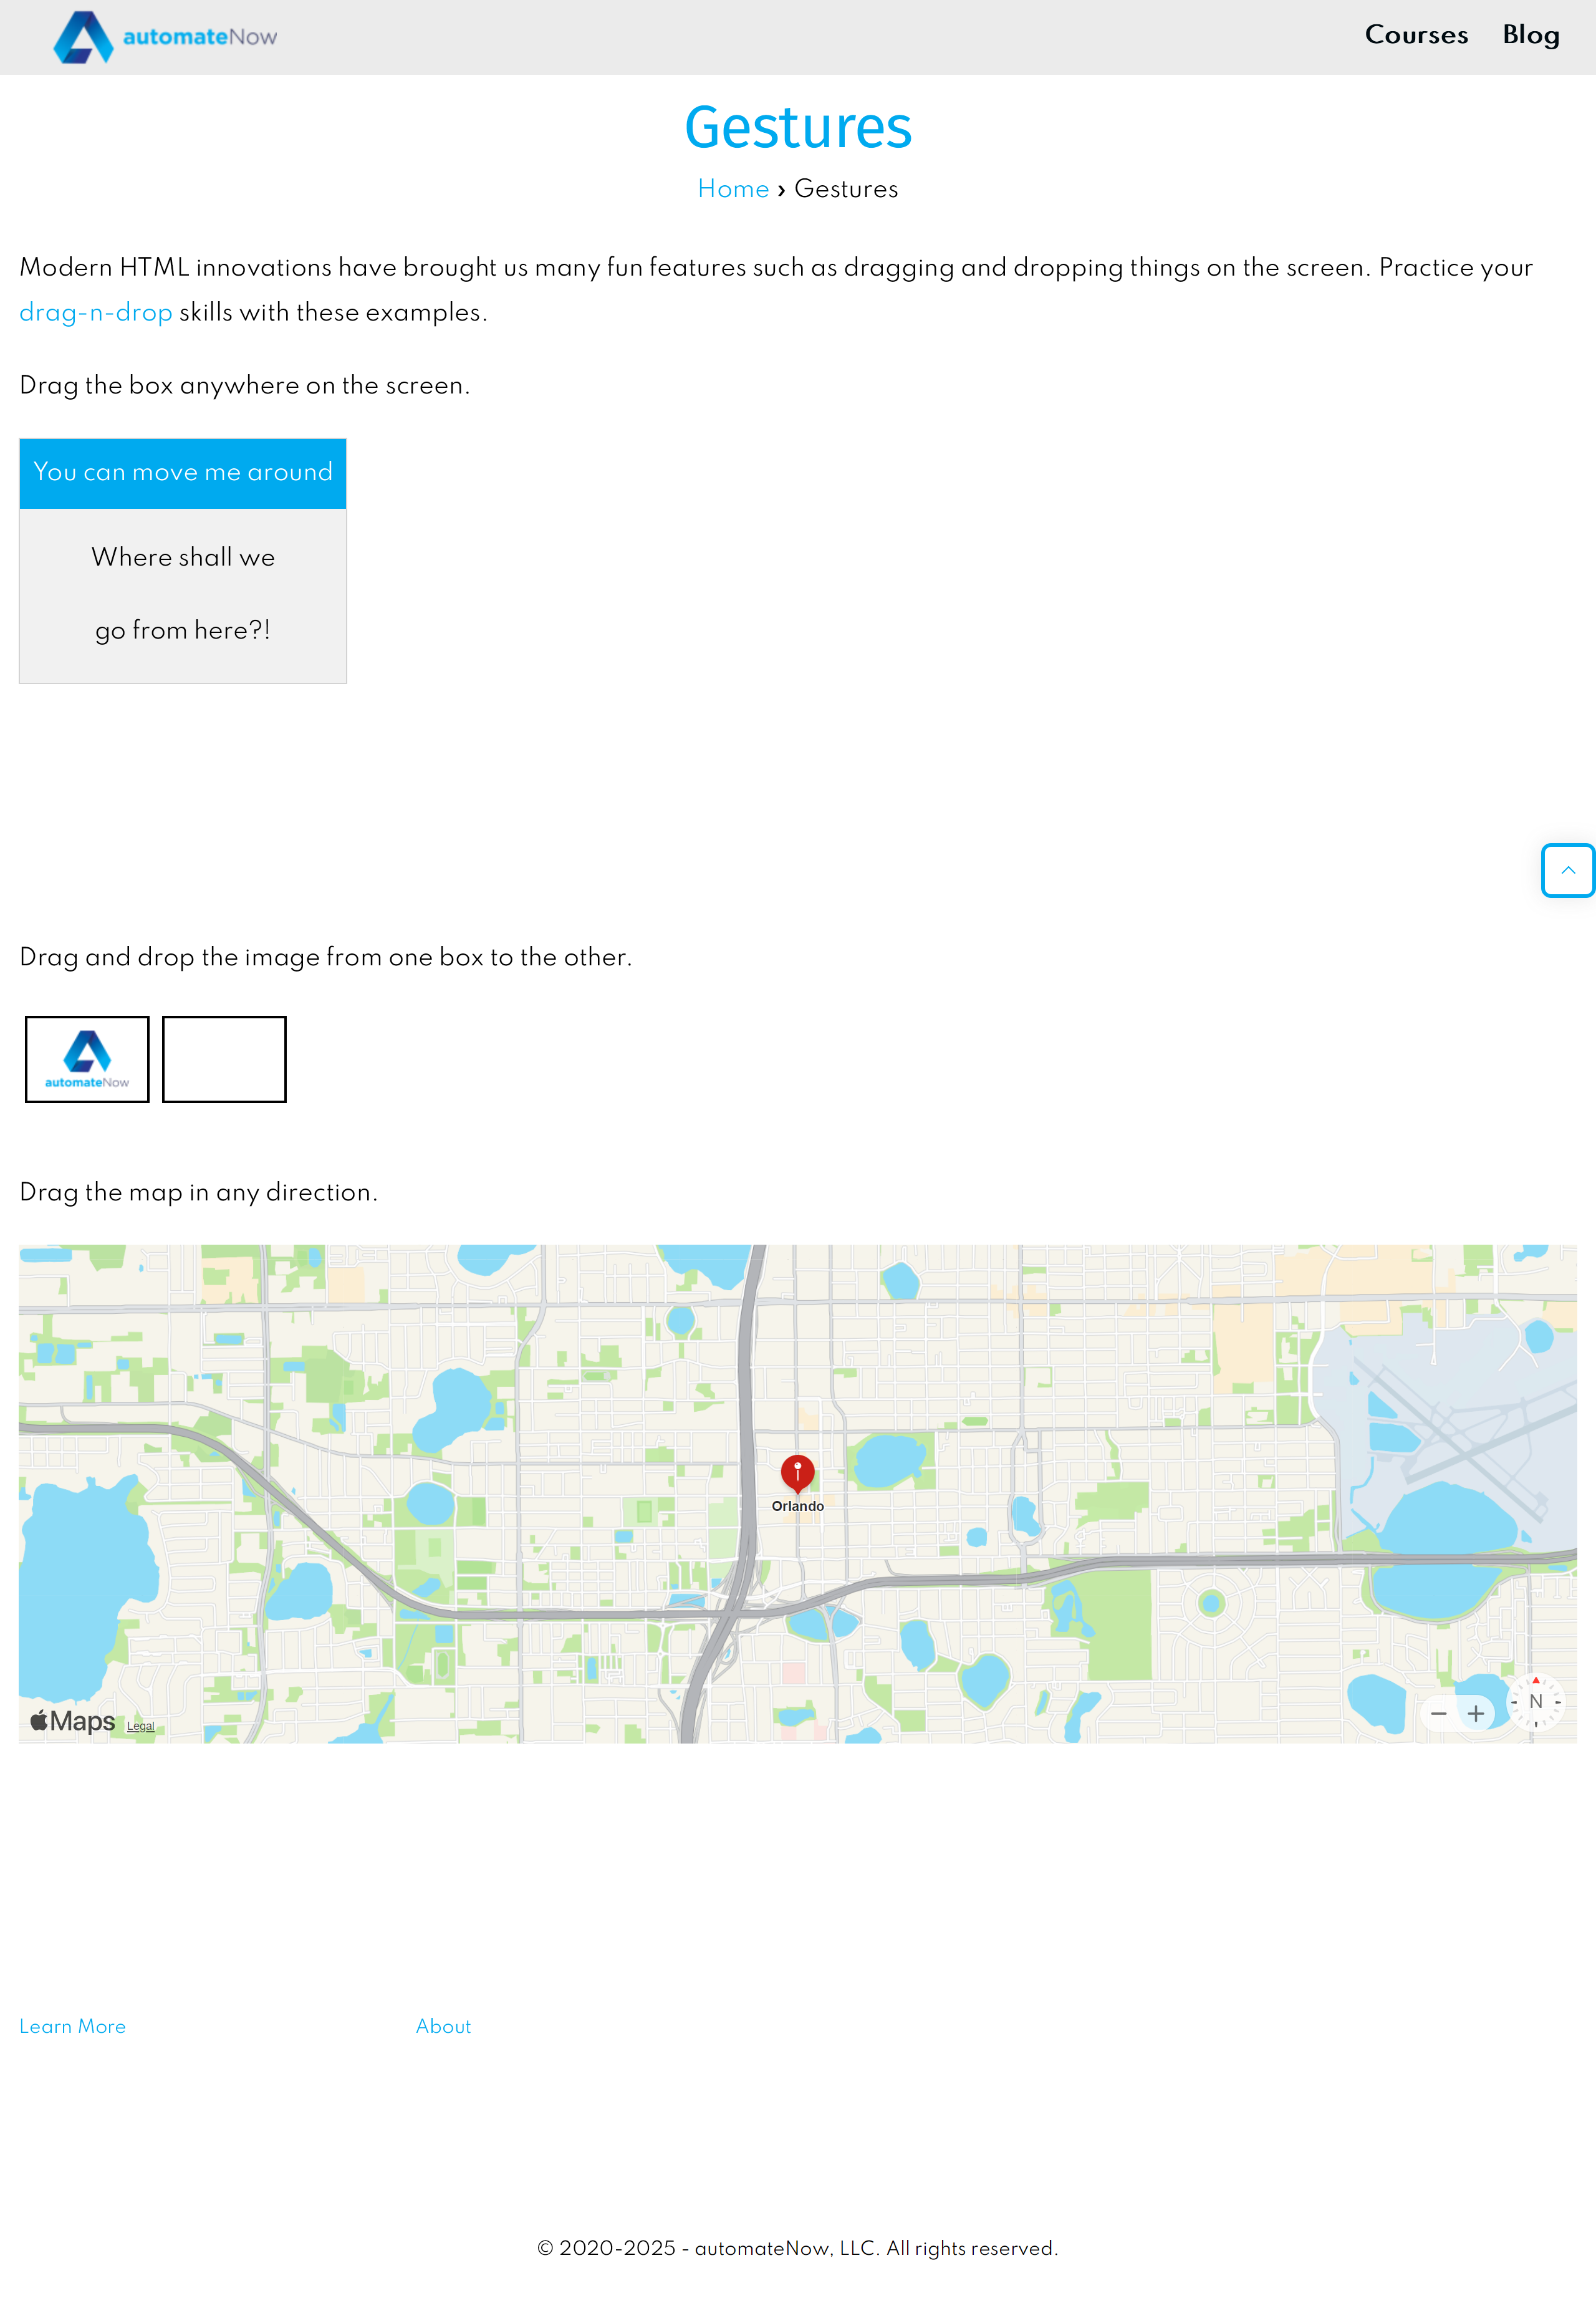 automateNow
Courses
Blog
Gestures
Home › Gestures
Modern HTML innovations have brought us many fun features such as dragging and dropping things on the screen. Practice your
drag-n-drop skills with these examples.
Drag the box anywhere on the screen.
You can move me around
Where shall we
go from here?!
Drag and drop the image from one box to the other.
automateNow
Drag the map in any direction.
Orlando
Maps Legal
N
Learn More
About
© 2020-2025 - automateNow, LLC. All rights reserved.